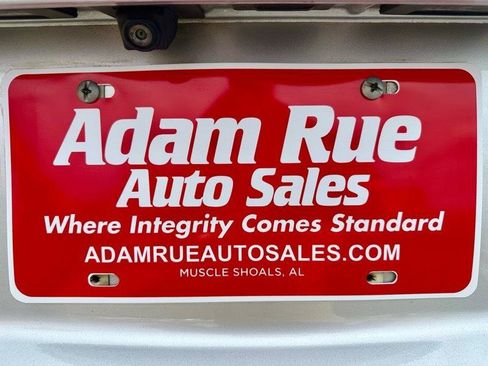 Adam Rue
Auto Sales
Where Integrity Comes Standard
ADAMRUEAUTOSALES.COM
MUSCLE SHOALS, AL